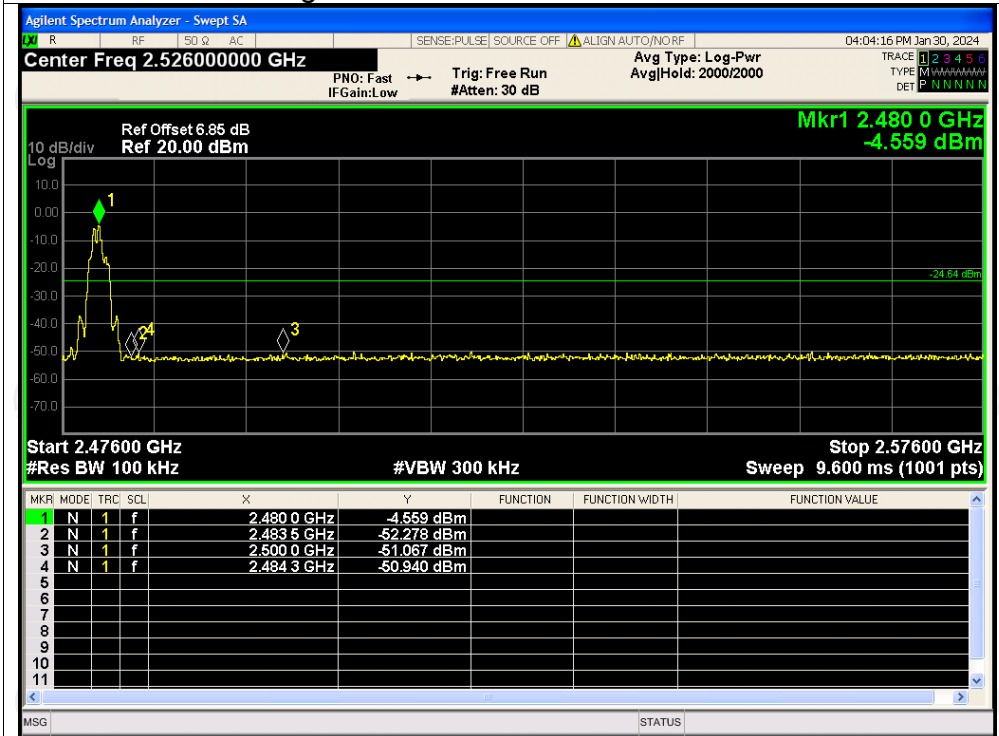 Agilent Spectrum Analyzer - Swept SA
LXI R RF 50 Ω AC SENSE:PULSE SOURCE OFF ALIGN AUTO/NO RF 04:04:16 PM Jan 30, 2024
Center Freq 2.526000000 GHz
PNO: Fast
IFGain:Low
Trig: Free Run
#Atten: 30 dB
Avg Type: Log-Pwr
Avg|Hold: 2000/2000
TRACE 1 2 3 4 5 6
TYPE M WWWWW
DET P N N N N N
Mkr1 2.480 0 GHz
-4.559 dBm
Ref Offset 6.85 dB
10 dB/div Ref 20.00 dBm
Log
10.0
0.00
-10.0
-20.0
-30.0
-40.0
-50.0
-60.0
-70.0
1
2 4
3
-24.64 dBm
Start 2.47600 GHz Stop 2.57600 GHz
#Res BW 100 kHz #VBW 300 kHz Sweep 9.600 ms (1001 pts)
MKR MODE TRC SCL X Y FUNCTION FUNCTION WIDTH FUNCTION VALUE
1 N 1 f 2.480 0 GHz -4.559 dBm
2 N 1 f 2.483 5 GHz -52.278 dBm
3 N 1 f 2.500 0 GHz -51.067 dBm
4 N 1 f 2.484 3 GHz -50.940 dBm
5
6
7
8
9
10
11
MSG STATUS